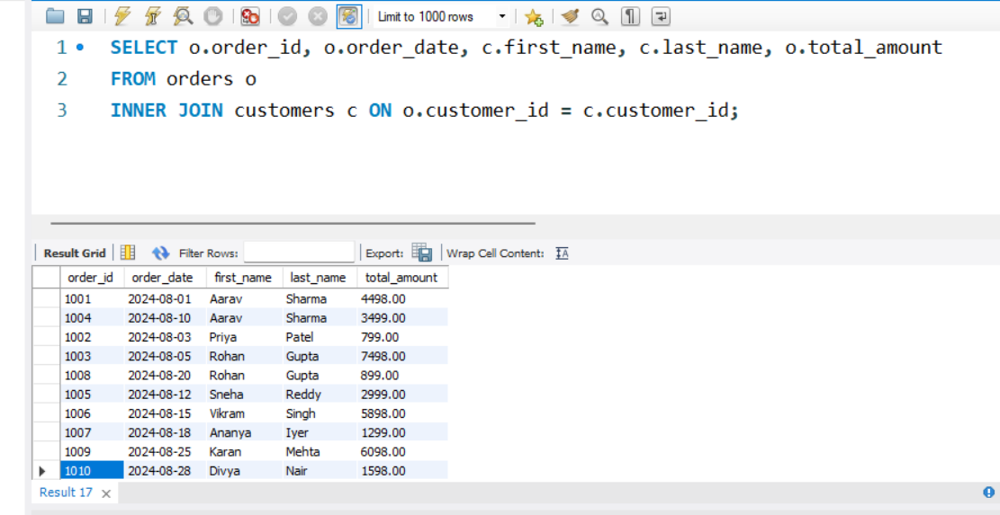 Limit to 1000 rows
1 SELECT o.order_id, o.order_date, c.first_name, c.last_name, o.total_amount
2 FROM orders o
3 INNER JOIN customers c ON o.customer_id = c.customer_id;
Result Grid Filter Rows: Export: Wrap Cell Content:
order_id order_date first_name last_name total_amount
1001 2024-08-01 Aarav Sharma 4498.00
1004 2024-08-10 Aarav Sharma 3499.00
1002 2024-08-03 Priya Patel 799.00
1003 2024-08-05 Rohan Gupta 7498.00
1008 2024-08-20 Rohan Gupta 899.00
1005 2024-08-12 Sneha Reddy 2999.00
1006 2024-08-15 Vikram Singh 5898.00
1007 2024-08-18 Ananya Iyer 1299.00
1009 2024-08-25 Karan Mehta 6098.00
1010 2024-08-28 Divya Nair 1598.00
Result 17